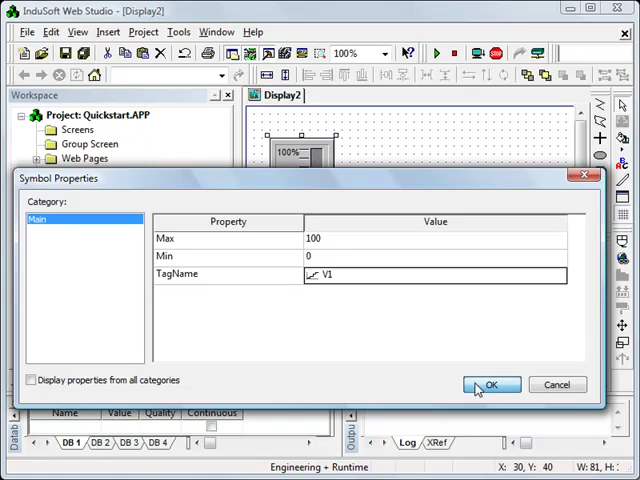 InduSoft Web Studio - [Display2]
File Edit View Insert Project Tools Window Help
100%
STOP
Workspace
Display2
Project: Quickstart.APP
Screens
Group Screen
Web Pages
100%
Symbol Properties
Category:
Main
Property Value
Max 100
Min 0
TagName V1
Display properties from all categories
OK Cancel
Name Value Quality Continuous
DB 1 DB 2 DB 3 DB 4
Log XRef
Datab
Outpu
Engineering + Runtime X: 30, Y: 40 W: 81, H: